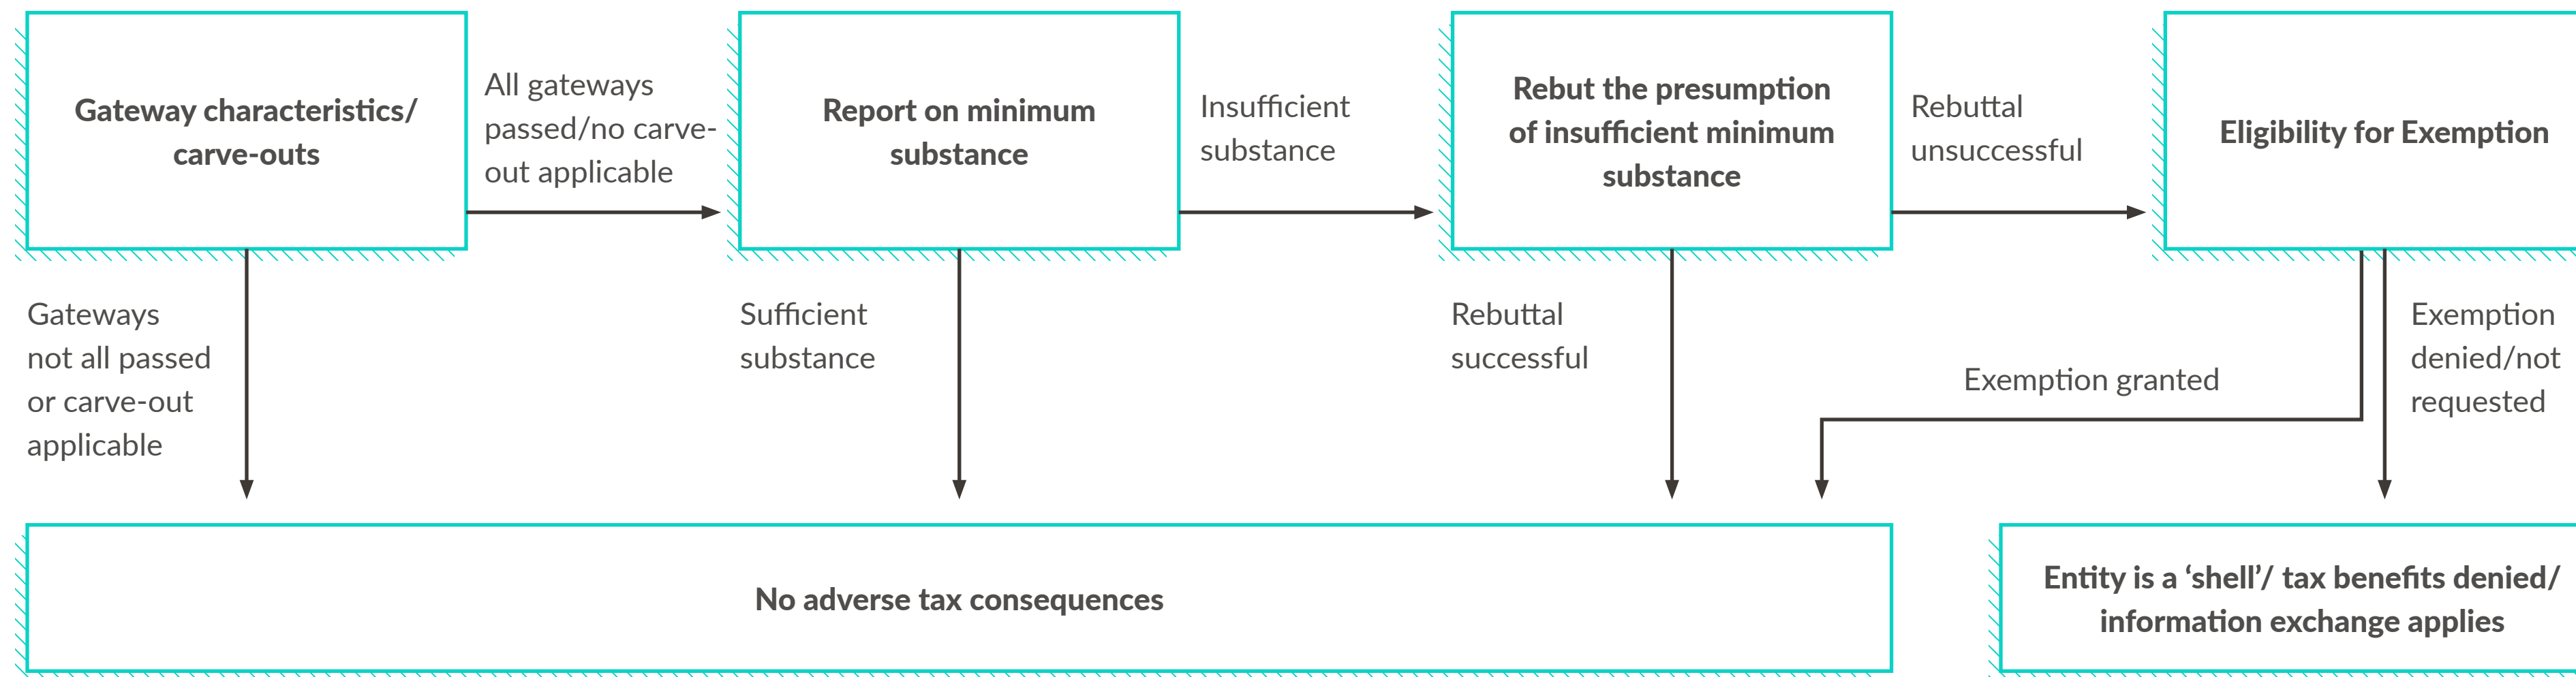 Gateway characteristics/
carve-outs
All gateways
passed/no carve-
out applicable
Report on minimum
substance
Insufficient
substance
Rebut the presumption
of insufficient minimum
substance
Rebuttal
unsuccessful
Eligibility for Exemption
Gateways
not all passed
or carve-out
applicable
Sufficient
substance
Rebuttal
successful
Exemption granted
Exemption
denied/not
requested
No adverse tax consequences
Entity is a ‘shell’/ tax benefits denied/
information exchange applies